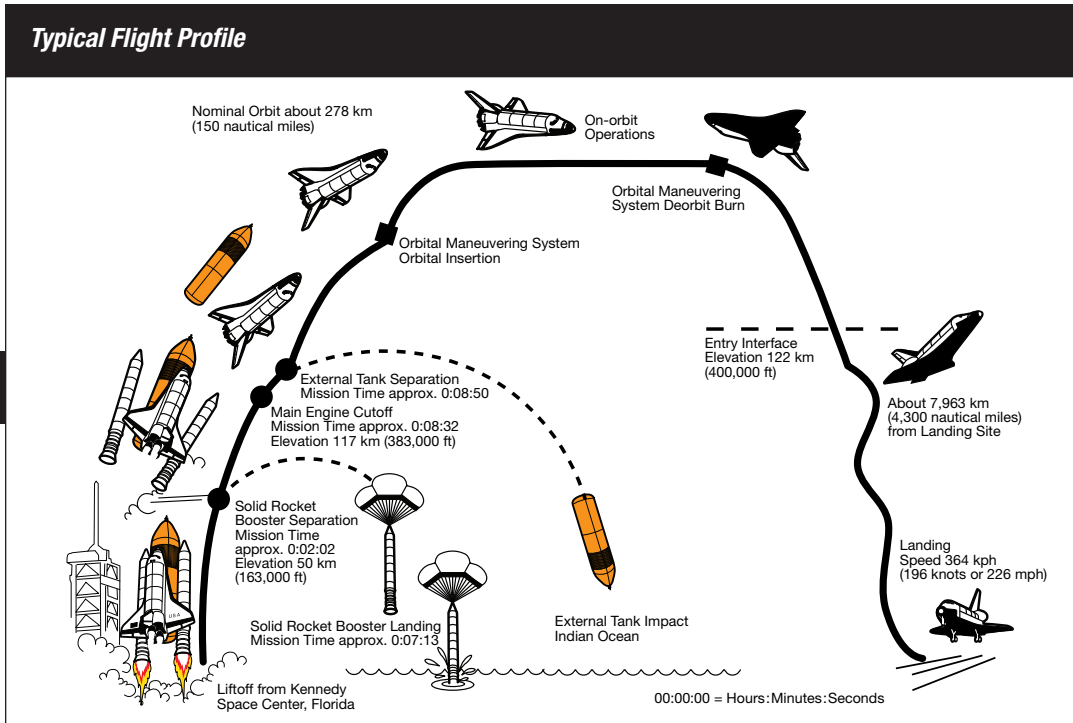 Typical Flight Profile
Nominal Orbit about 278 km
(150 nautical miles)
On-orbit
Operations
Orbital Maneuvering
System Deorbit Burn
Orbital Maneuvering System
Orbital Insertion
Entry Interface
Elevation 122 km
(400,000 ft)
External Tank Separation
Mission Time approx. 0:08:50
Main Engine Cutoff
Mission Time approx. 0:08:32
Elevation 117 km (383,000 ft)
About 7,963 km
(4,300 nautical miles)
from Landing Site
Solid Rocket
Booster Separation
Mission Time
approx. 0:02:02
Elevation 50 km
(163,000 ft)
Landing
Speed 364 kph
(196 knots or 226 mph)
USA
Solid Rocket Booster Landing
Mission Time approx. 0:07:13
External Tank Impact
Indian Ocean
Liftoff from Kennedy
Space Center, Florida
00:00:00 = Hours:Minutes:Seconds